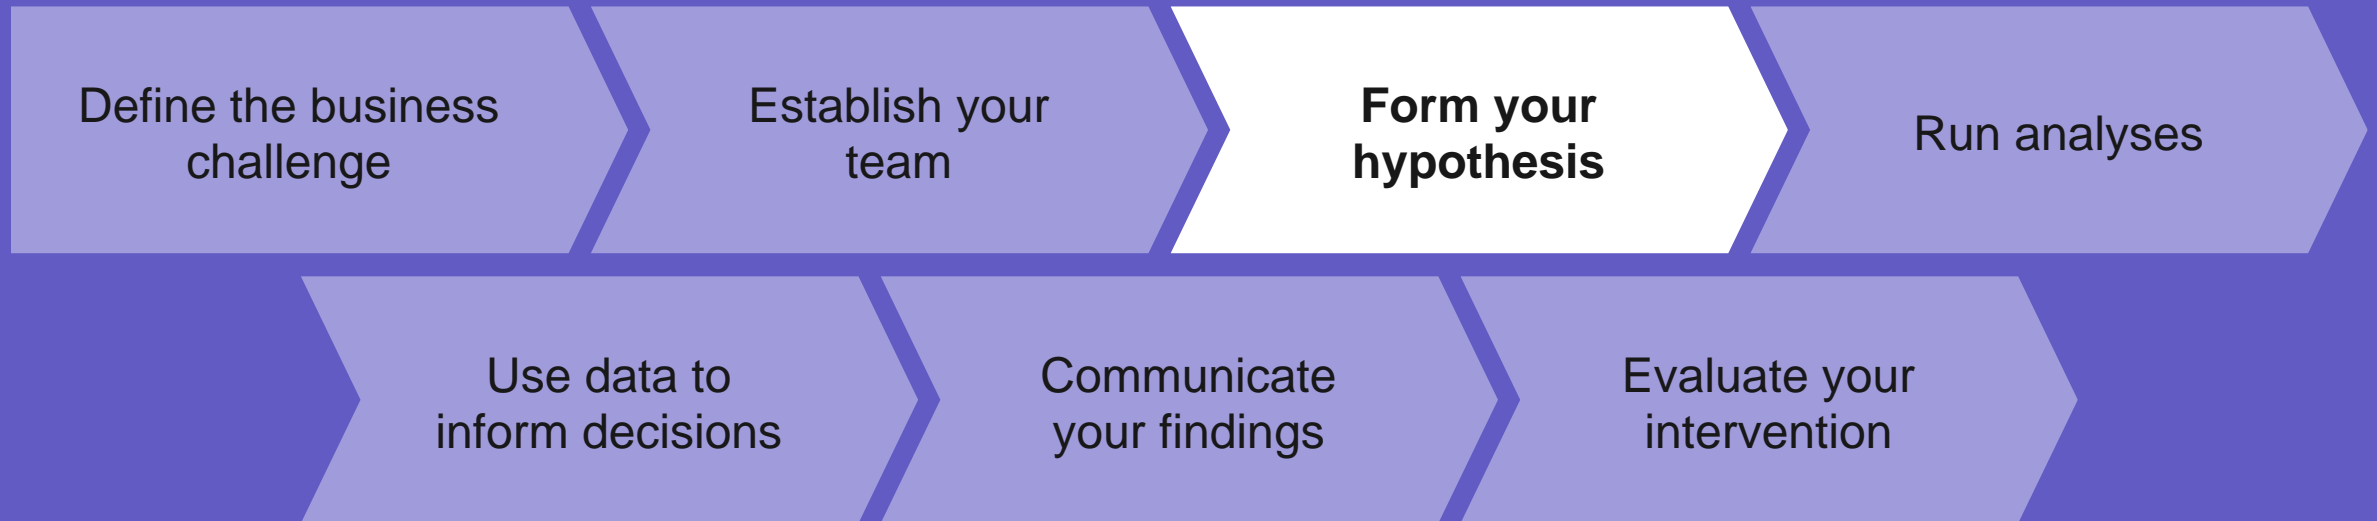 Define the business
challenge
Establish your
team
Form your
hypothesis
Run analyses
Use data to
inform decisions
Communicate
your findings
Evaluate your
intervention